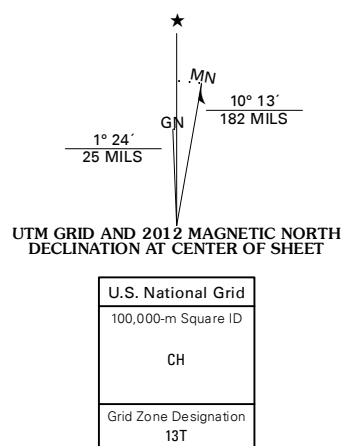 ★
MN
10° 13´
182 MILS
GN
1° 24´
25 MILS
UTM GRID AND 2012 MAGNETIC NORTH
DECLINATION AT CENTER OF SHEET
U.S. National Grid
100,000-m Square ID
CH
Grid Zone Designation
13T